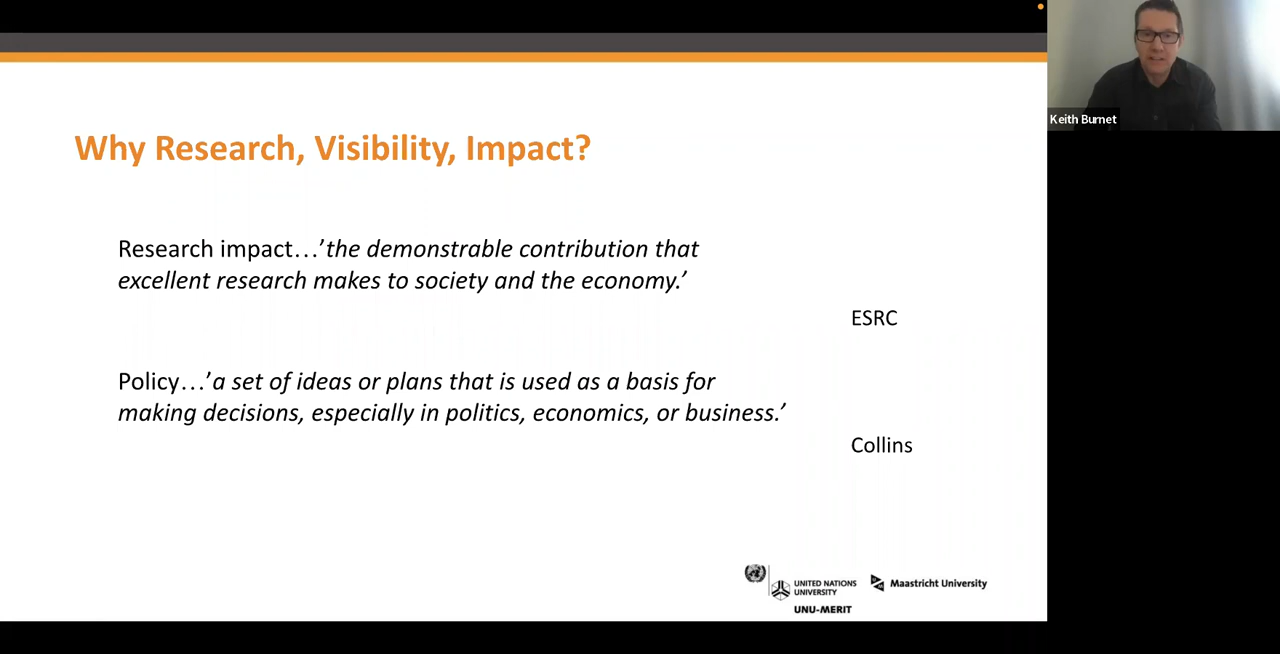 Why Research, Visibility, Impact?
Research impact…’the demonstrable contribution that
excellent research makes to society and the economy.’
ESRC
Policy…’a set of ideas or plans that is used as a basis for
making decisions, especially in politics, economics, or business.’
Collins
UNITED NATIONS
UNIVERSITY
UNU-MERIT
Maastricht University
Keith Burnet